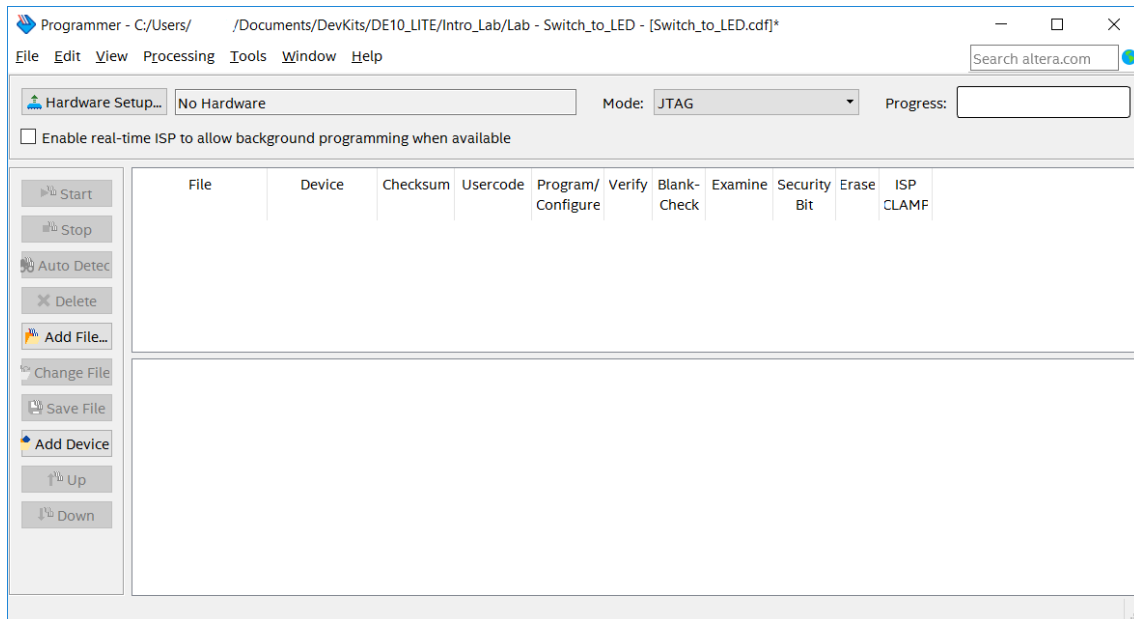 Programmer - C:/Users/ /Documents/DevKits/DE10_LITE/Intro_Lab/Lab - Switch_to_LED - [Switch_to_LED.cdf]*
File Edit View Processing Tools Window Help
Search altera.com
Hardware Setup... No Hardware Mode: JTAG Progress:
Enable real-time ISP to allow background programming when available
Start
Stop
Auto Detec
Delete
Add File...
Change File
Save File
Add Device
Up
Down
File Device Checksum Usercode Program/ Verify Blank- Examine Security Erase ISP
Configure Check Bit CLAMP